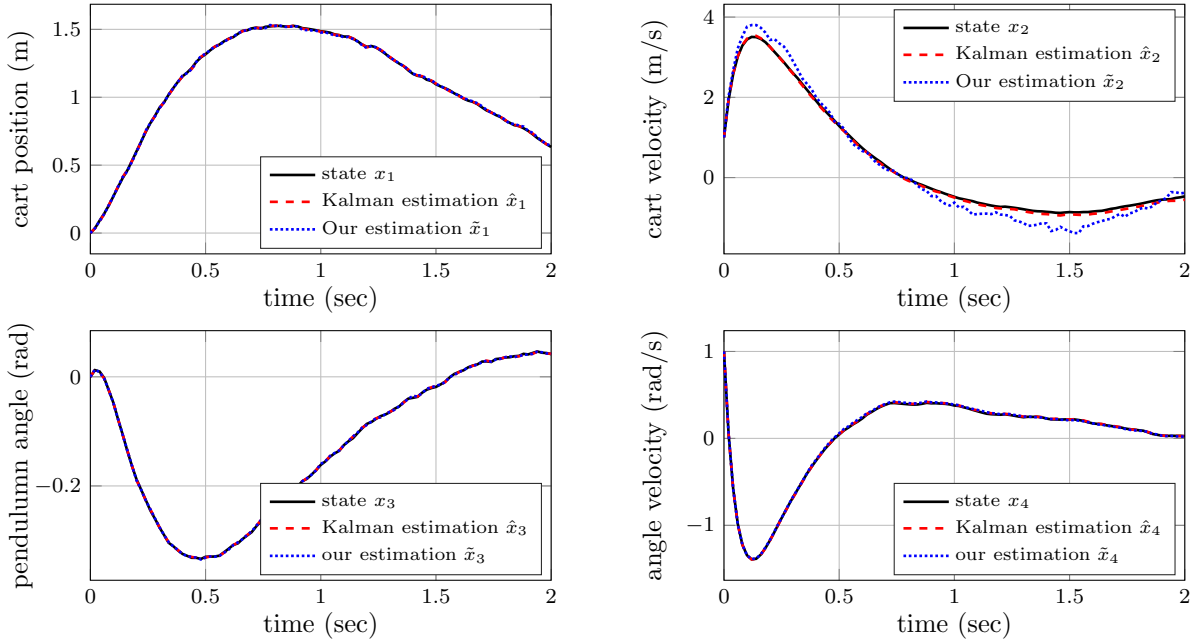 cart position (m)
1.5
1
0.5
0
state x₁
Kalman estimation x̂₁
Our estimation x̃₁
0 0.5 1 1.5 2
time (sec)
cart velocity (m/s)
4
2
0
state x₂
Kalman estimation x̂₂
Our estimation x̃₂
0 0.5 1 1.5 2
time (sec)
pendulumn angle (rad)
0
−0.2
state x₃
Kalman estimation x̂₃
our estimation x̃₃
0 0.5 1 1.5 2
time (sec)
angle velocity (rad/s)
1
0
−1
state x₄
Kalman estimation x̂₄
our estimation x̃₄
0 0.5 1 1.5 2
time (sec)